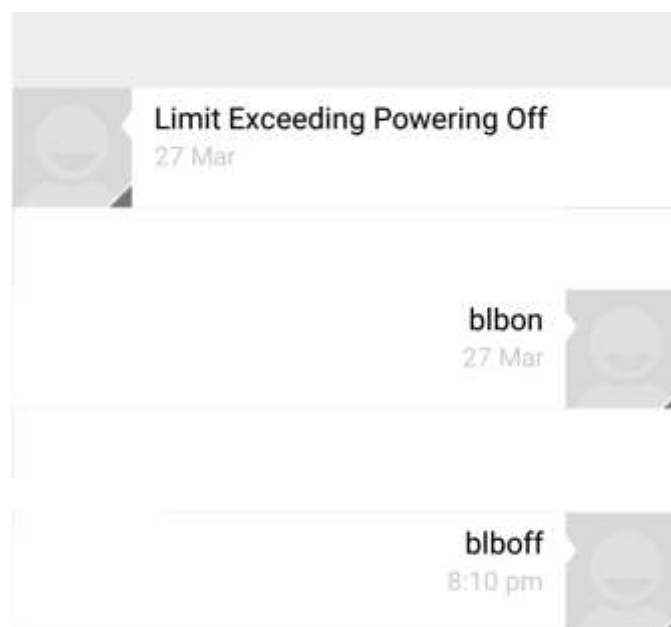 Limit Exceeding Powering Off
27 Mar
blbon
27 Mar
blboff
8:10 pm